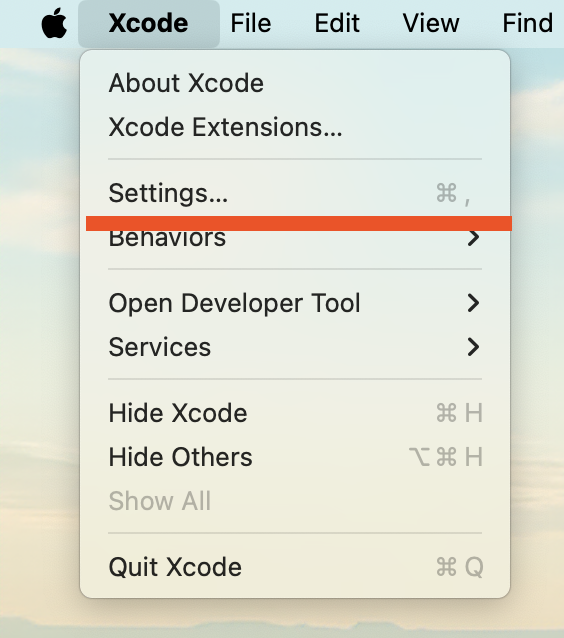 Xcode File Edit View Find
About Xcode
Xcode Extensions...
Settings... ⌘ ,
Behaviors
Open Developer Tool
Services
Hide Xcode ⌘ H
Hide Others ⌥ ⌘ H
Show All
Quit Xcode ⌘ Q